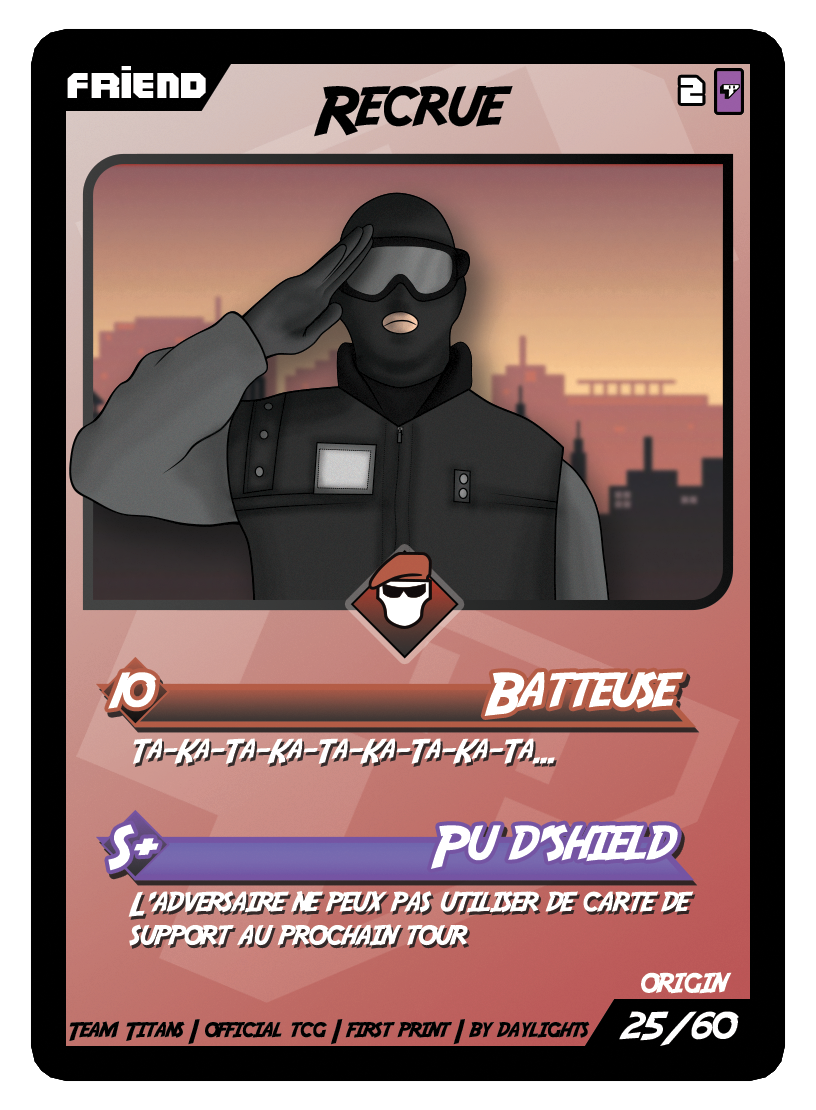 FRIEND
RECRUE
2
10
BATTEUSE
TA-KA-TA-KA-TA-KA-TA-KA-TA...
S+
PU D'SHIELD
L'ADVERSAIRE NE PEUX PAS UTILISER DE CARTE DE
SUPPORT AU PROCHAIN TOUR
ORIGIN
TEAM TITANS | OFFICIAL TCG | FIRST PRINT | BY DAYLIGHTS
25/60